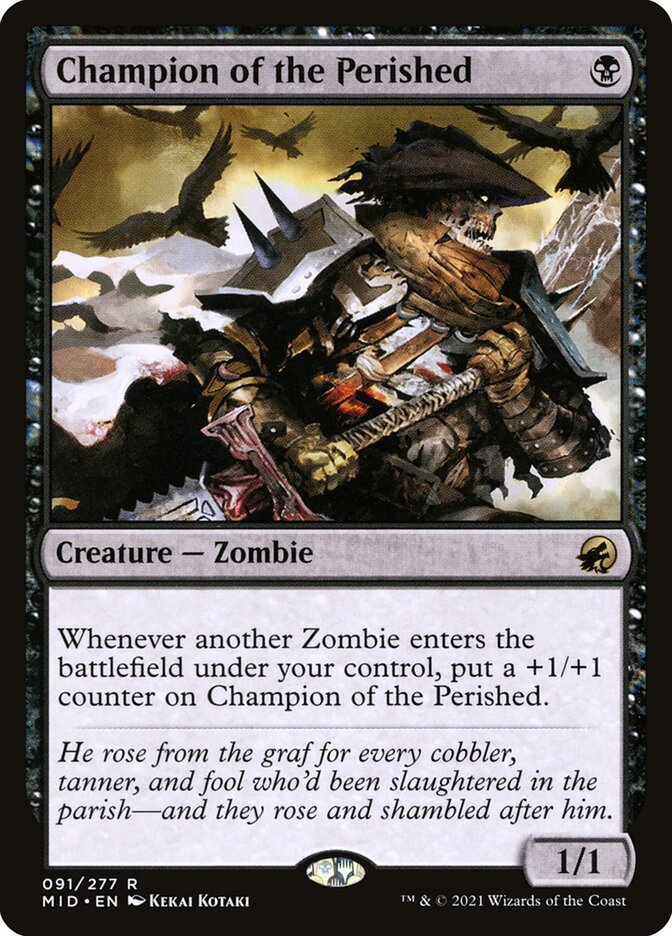 Champion of the Perished
Creature — Zombie
Whenever another Zombie enters the
battlefield under your control, put a +1/+1
counter on Champion of the Perished.
He rose from the graf for every cobbler,
tanner, and fool who'd been slaughtered in the
parish—and they rose and shambled after him.
1/1
091/277 R
MID • EN Kekai Kotaki
™ & © 2021 Wizards of the Coast